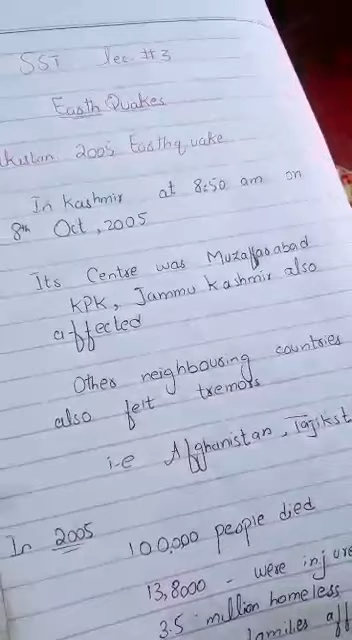 SST lec #3
Earth Quakes
kistan 2005 Earthquake
In Kashmir at 8:50 am on
8th Oct, 2005
Its Centre was Muzaffarabad
KPK, Jammu Kashmir also
affected
Other neighbouring countries
also felt tremors
i-e Afghanistan, Tajikist
In 2005 100,000 people died
13,8000 - were injure
3.5 million homeless
families aff